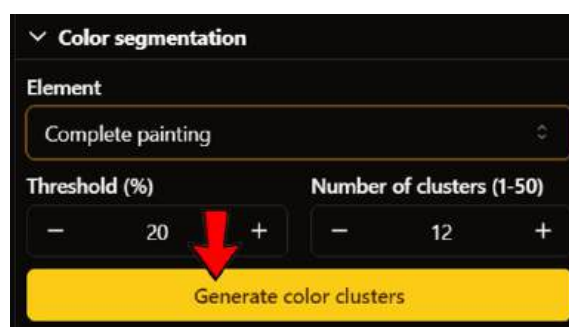 Color segmentation
Element
Complete painting
Threshold (%) Number of clusters (1-50)
− 20 + − 12 +
Generate color clusters